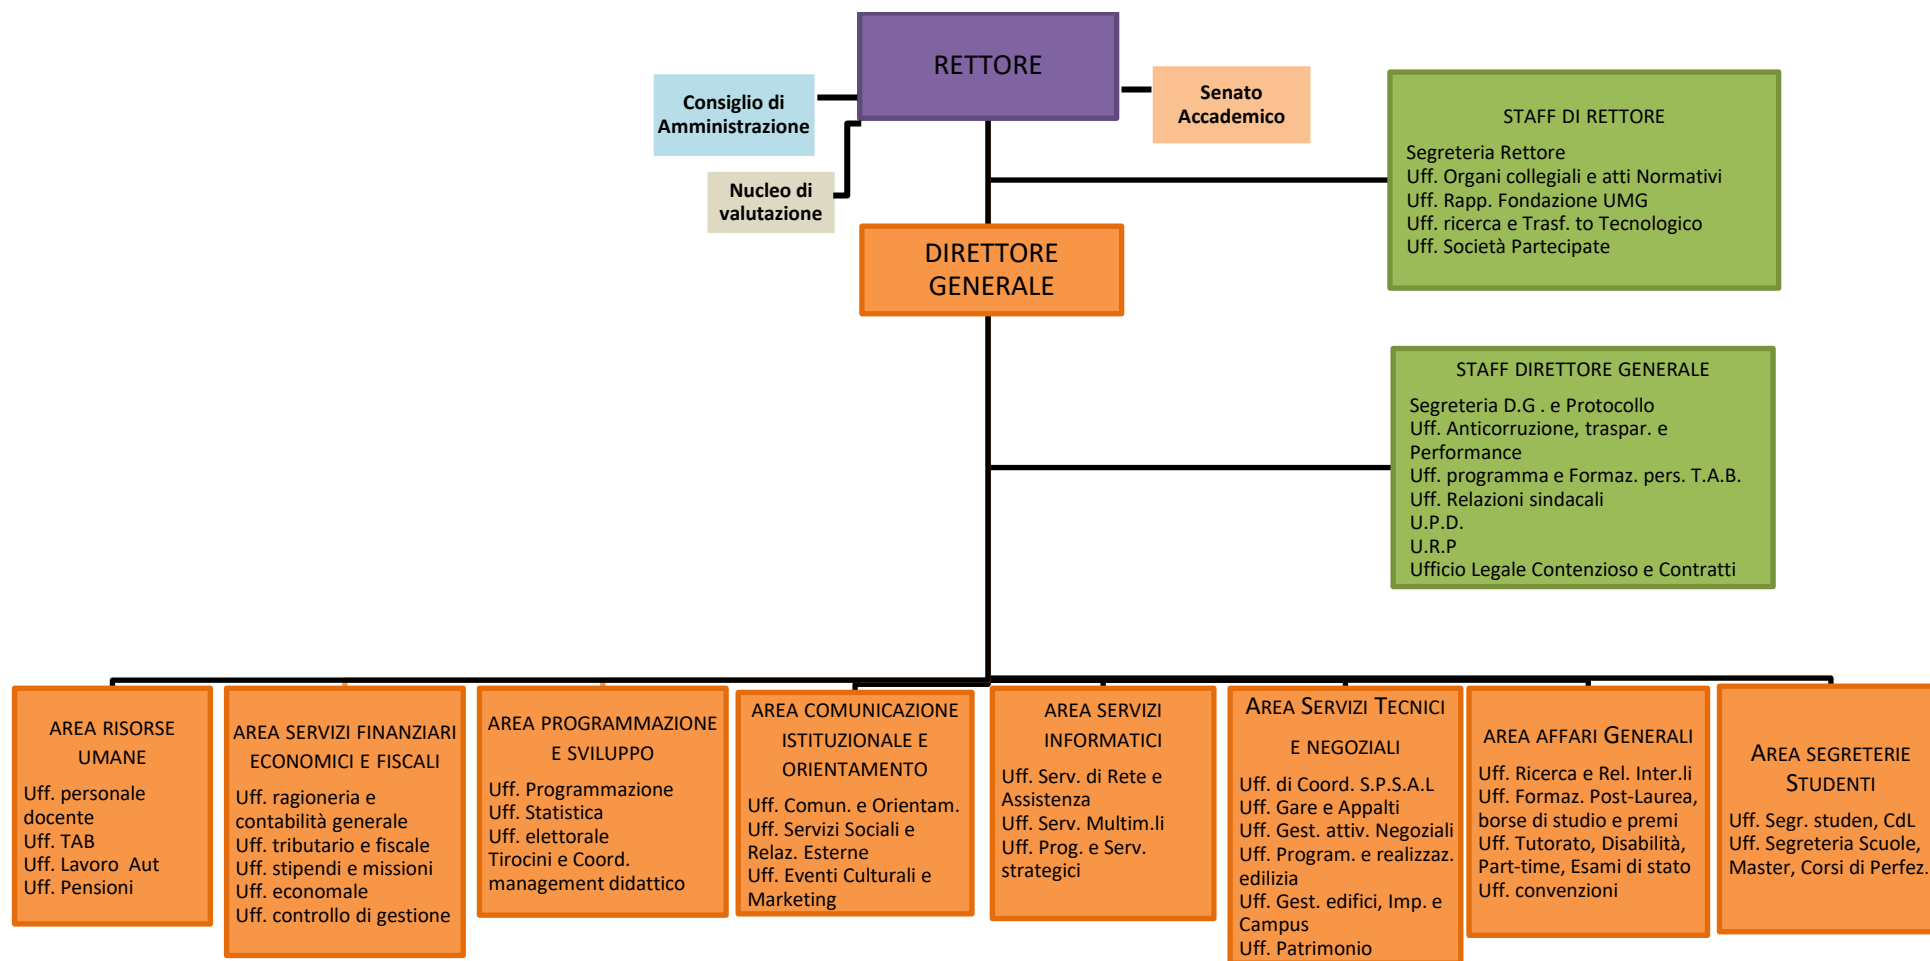 RETTORE
Consiglio di
Amministrazione
Senato
Accademico
Nucleo di
valutazione
STAFF DI RETTORE
Segreteria Rettore
Uff. Organi collegiali e atti Normativi
Uff. Rapp. Fondazione UMG
Uff. ricerca e Trasf. to Tecnologico
Uff. Società Partecipate
DIRETTORE
GENERALE
STAFF DIRETTORE GENERALE
Segreteria D.G . e Protocollo
Uff. Anticorruzione, traspar. e
Performance
Uff. programma e Formaz. pers. T.A.B.
Uff. Relazioni sindacali
U.P.D.
U.R.P
Ufficio Legale Contenzioso e Contratti
AREA RISORSE
UMANE
Uff. personale
docente
Uff. TAB
Uff. Lavoro Aut
Uff. Pensioni
AREA SERVIZI FINANZIARI
ECONOMICI E FISCALI
Uff. ragioneria e
contabilità generale
Uff. tributario e fiscale
Uff. stipendi e missioni
Uff. economale
Uff. controllo di gestione
AREA PROGRAMMAZIONE
E SVILUPPO
Uff. Programmazione
Uff. Statistica
Uff. elettorale
Tirocini e Coord.
management didattico
AREA COMUNICAZIONE
ISTITUZIONALE E
ORIENTAMENTO
Uff. Comun. e Orientam.
Uff. Servizi Sociali e
Relaz. Esterne
Uff. Eventi Culturali e
Marketing
AREA SERVIZI
INFORMATICI
Uff. Serv. di Rete e
Assistenza
Uff. Serv. Multim.li
Uff. Prog. e Serv.
strategici
AREA SERVIZI TECNICI
E NEGOZIALI
Uff. di Coord. S.P.S.A.L
Uff. Gare e Appalti
Uff. Gest. attiv. Negoziali
Uff. Program. e realizzaz.
edilizia
Uff. Gest. edifici, Imp. e
Campus
Uff. Patrimonio
AREA AFFARI GENERALI
Uff. Ricerca e Rel. Inter.li
Uff. Formaz. Post-Laurea,
borse di studio e premi
Uff. Tutorato, Disabilità,
Part-time, Esami di stato
Uff. convenzioni
AREA SEGRETERIE
STUDENTI
Uff. Segr. studen, CdL
Uff. Segreteria Scuole,
Master, Corsi di Perfez.